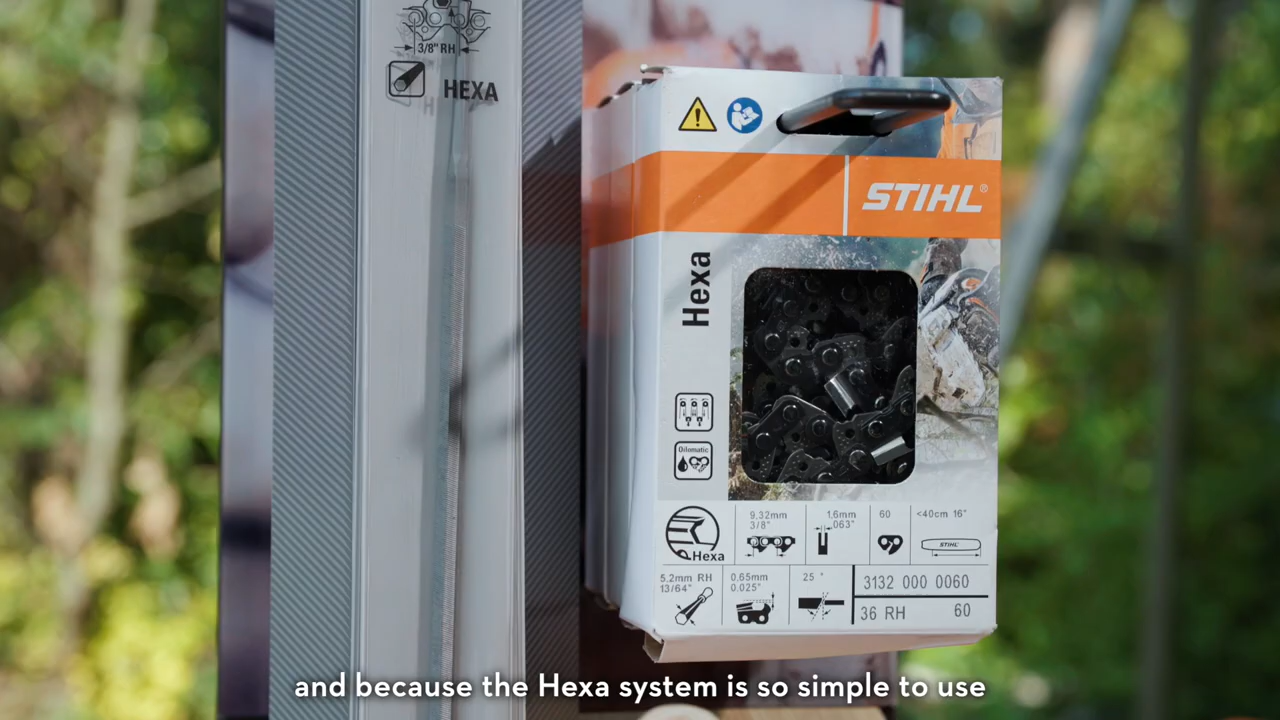 3/8" RH
HEXA
STIHL®
Hexa
Oilomatic
Hexa
9.32mm
3/8"
1,6mm
.063"
60
<40cm 16"
STIHL
5.2mm RH
13/64"
0.65mm
0.025"
25 °
3132 000 0060
36 RH 60
and because the Hexa system is so simple to use